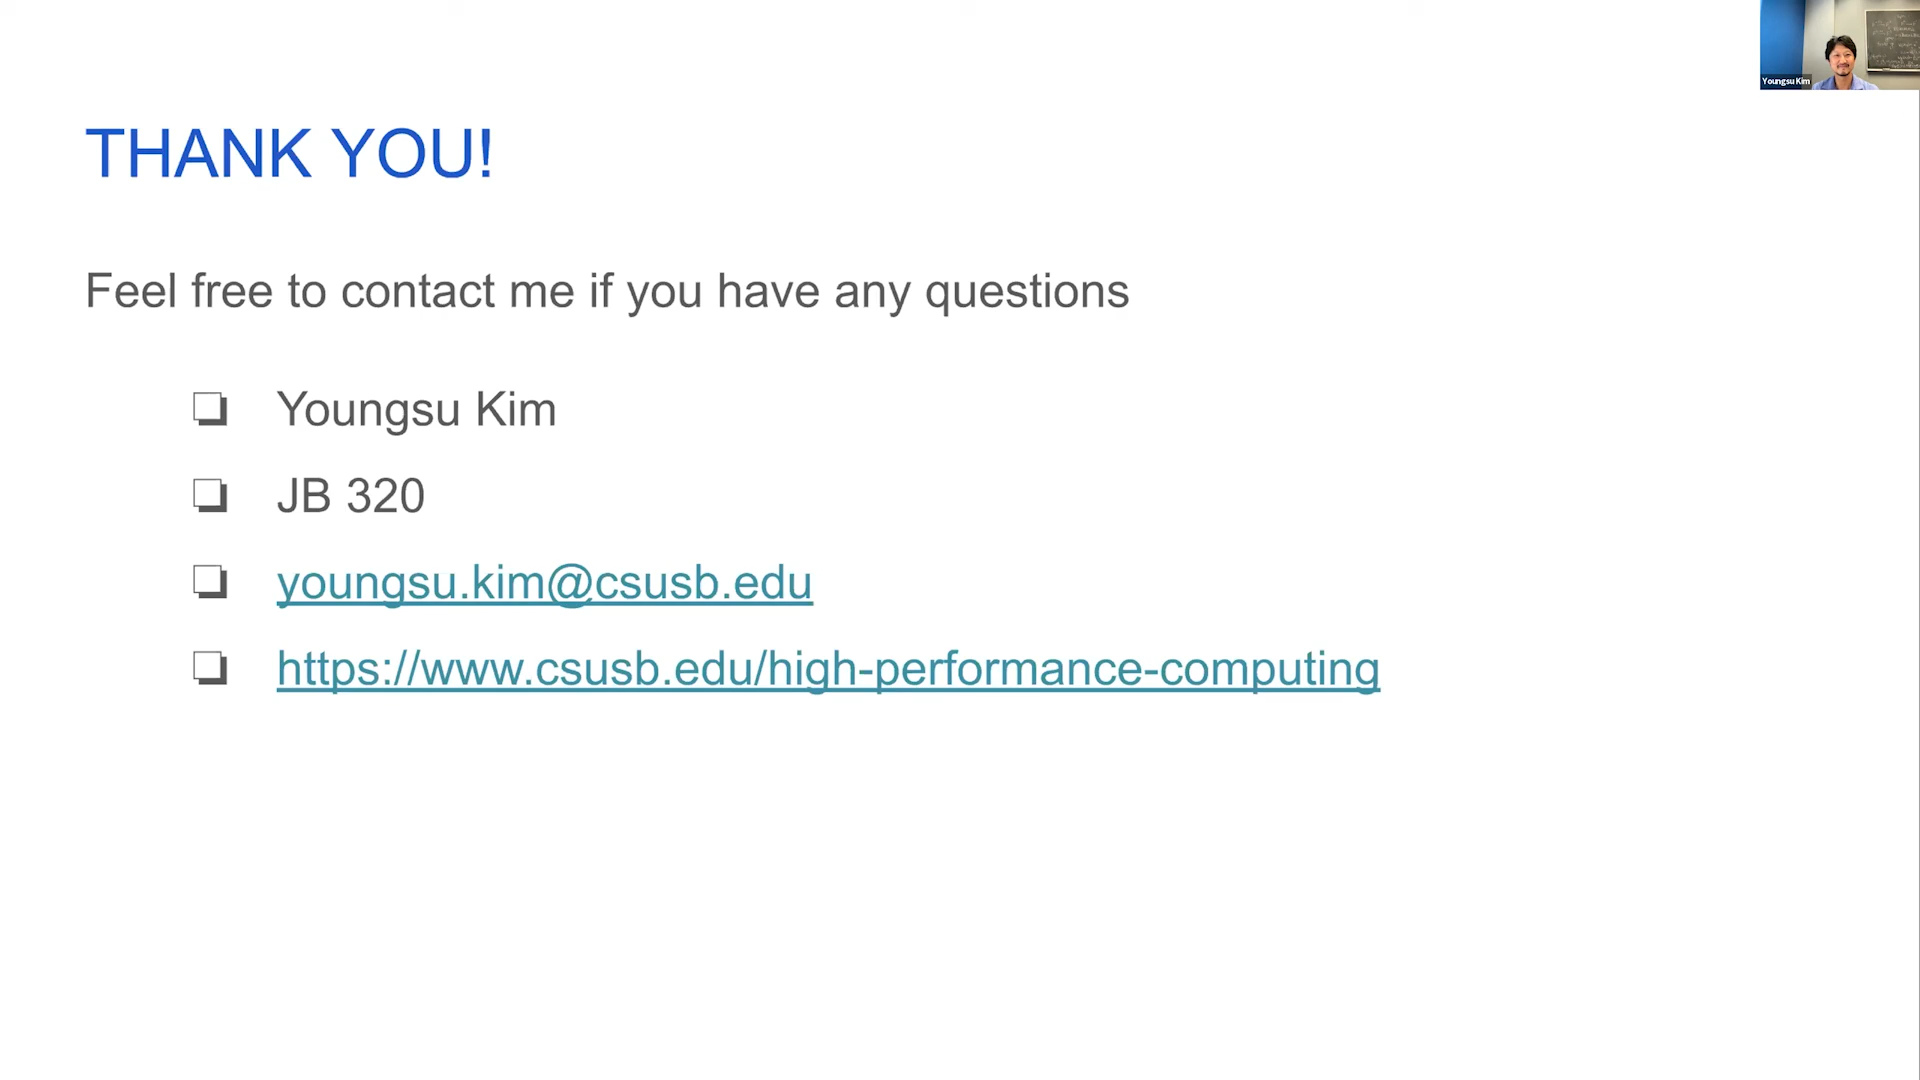 THANK YOU!
Feel free to contact me if you have any questions
Youngsu Kim
JB 320
youngsu.kim@csusb.edu
https://www.csusb.edu/high-performance-computing
Youngsu Kim